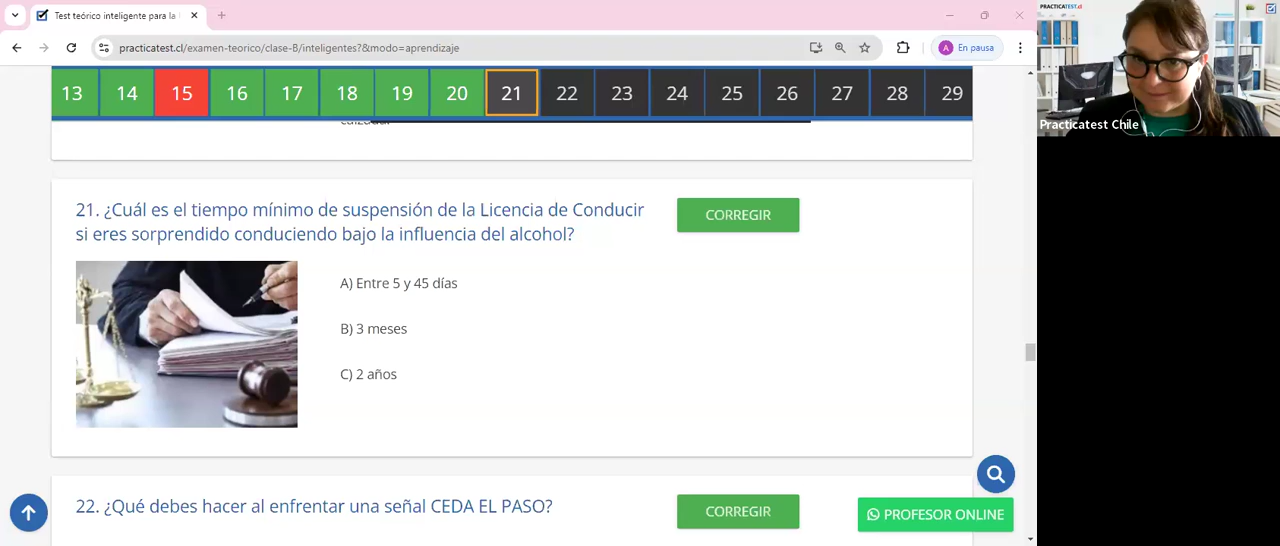 Test teórico inteligente para la
practicatest.cl/examen-teorico/clase-B/inteligentes?&modo=aprendizaje
A
En pausa
PRACTICATEST.cl
Practicatest Chile
13 14 15 16 17 18 19 20 21 22 23 24 25 26 27 28 29
21. ¿Cuál es el tiempo mínimo de suspensión de la Licencia de Conducir
si eres sorprendido conduciendo bajo la influencia del alcohol?
CORREGIR
A) Entre 5 y 45 días
B) 3 meses
C) 2 años
22. ¿Qué debes hacer al enfrentar una señal CEDA EL PASO?
CORREGIR
PROFESOR ONLINE